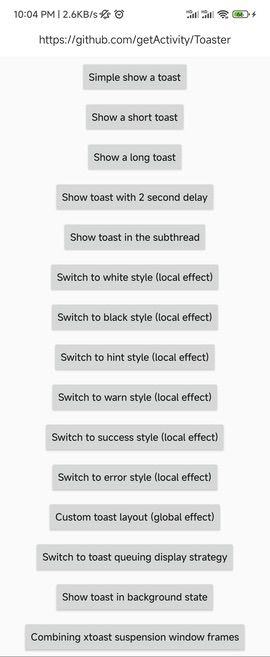 10:04 PM | 2.6KB/s
https://github.com/getActivity/Toaster
Simple show a toast
Show a short toast
Show a long toast
Show toast with 2 second delay
Show toast in the subthread
Switch to white style (local effect)
Switch to black style (local effect)
Switch to hint style (local effect)
Switch to warn style (local effect)
Switch to success style (local effect)
Switch to error style (local effect)
Custom toast layout (global effect)
Switch to toast queuing display strategy
Show toast in background state
Combining xtoast suspension window frames